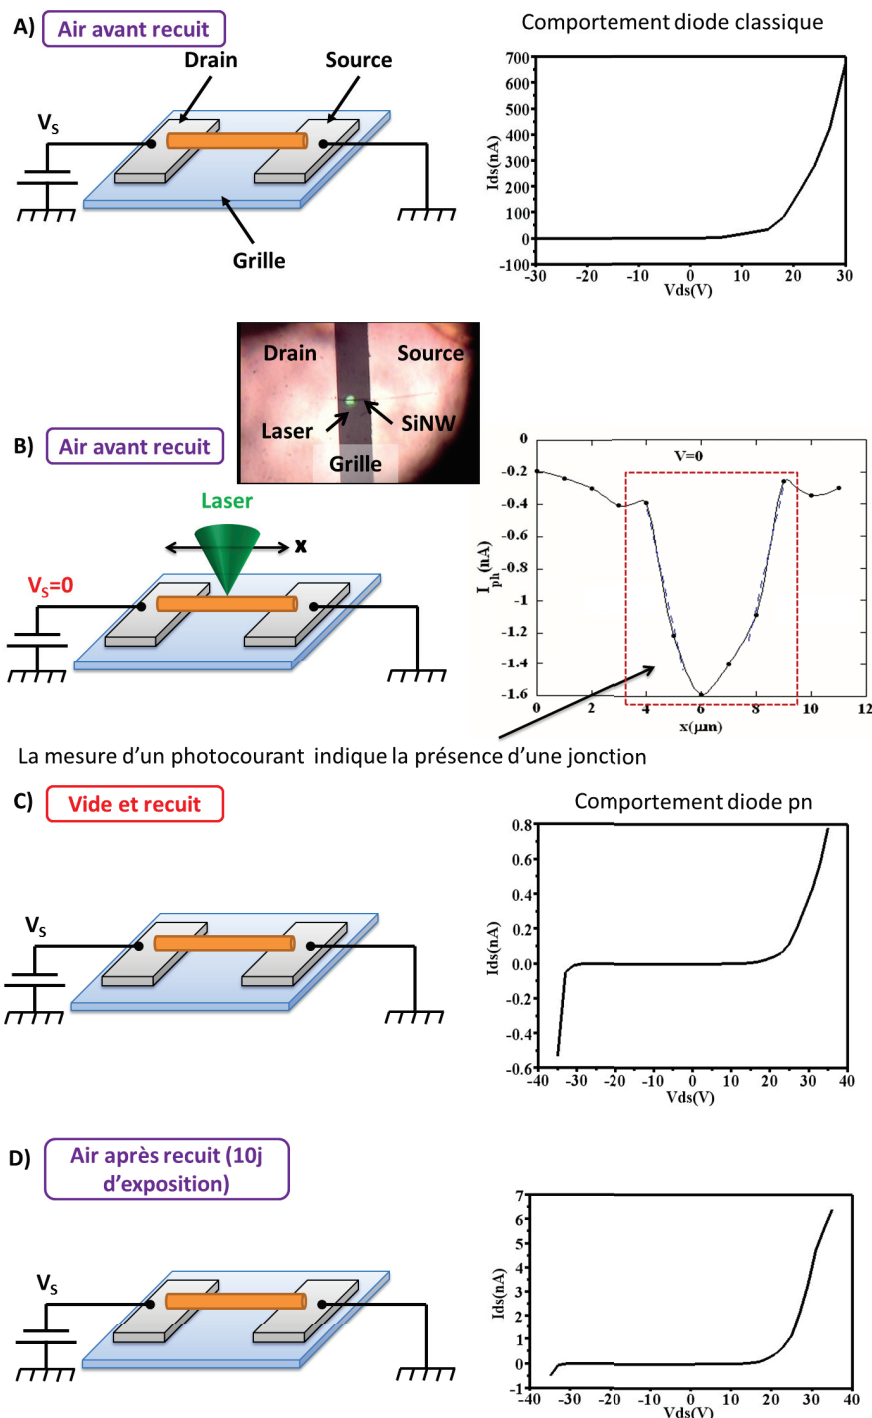 A) Air avant recuit
Comportement diode classique
Drain
Source
V_S
Grille
Ids(nA)
700
600
500
400
300
200
100
0
-100
-30 -20 -10 0 10 20 30
Vds(V)
Drain
Source
Laser
SiNW
Grille
B) Air avant recuit
Laser
x
V_S=0
V=0
I_ph(nA)
0
-0.2
-0.4
-0.6
-0.8
-1
-1.2
-1.4
-1.6
0 2 4 6 8 10 12
x(μm)
La mesure d’un photocourant indique la présence d’une jonction
C) Vide et recuit
Comportement diode pn
V_S
Ids(nA)
0.8
0.6
0.4
0.2
0.0
-0.2
-0.4
-0.6
-40 -30 -20 -10 0 10 20 30 40
Vds(V)
D) Air après recuit (10j
d’exposition)
V_S
Ids(nA)
7
6
5
4
3
2
1
0
-1
-40 -30 -20 -10 0 10 20 30 40
Vds(V)